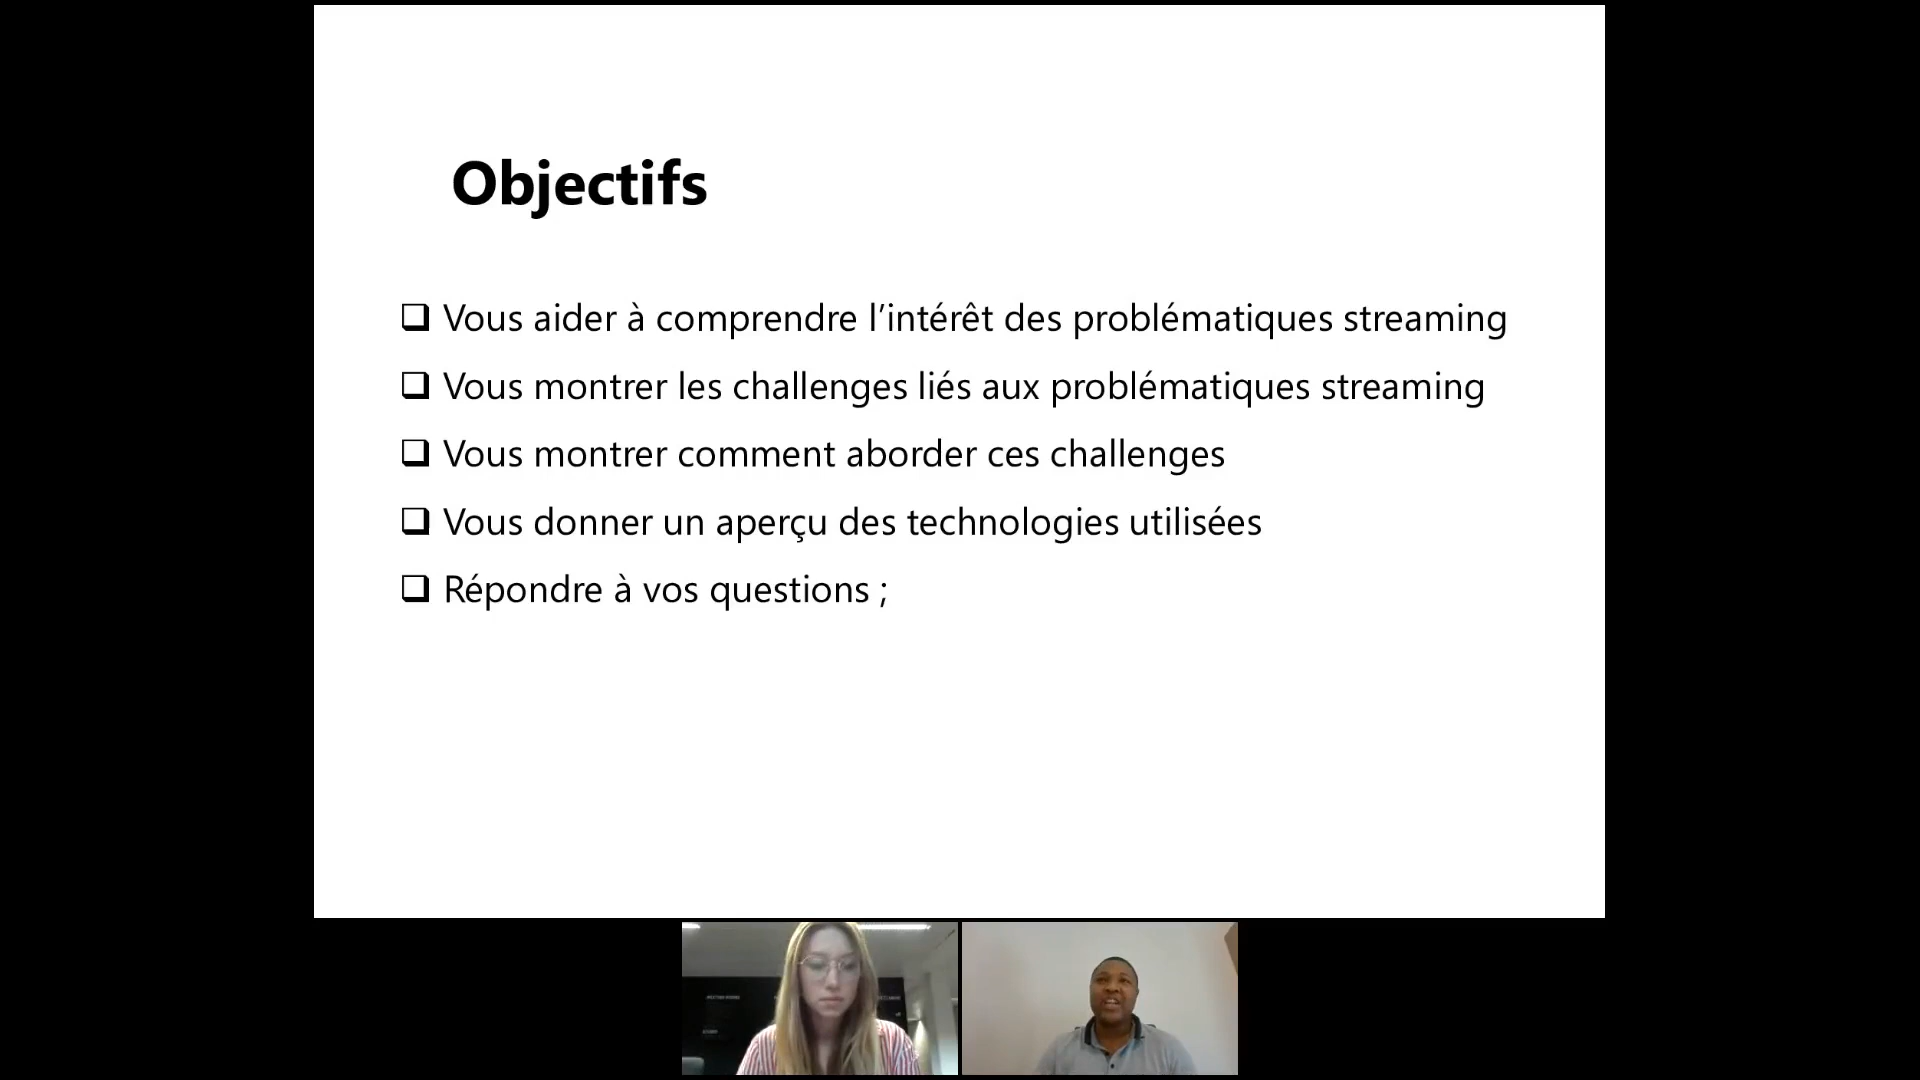 Objectifs
❑ Vous aider à comprendre l’intérêt des problématiques streaming
❑ Vous montrer les challenges liés aux problématiques streaming
❑ Vous montrer comment aborder ces challenges
❑ Vous donner un aperçu des technologies utilisées
❑ Répondre à vos questions ;